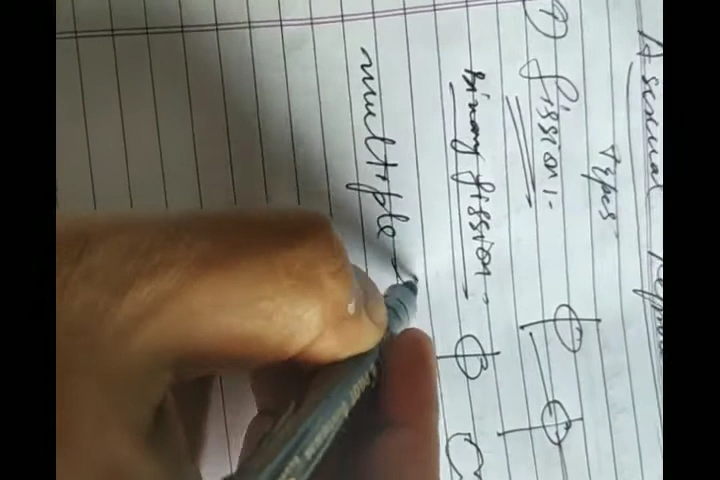 Asexual
types
1) fission:-
binary fission -
multiple